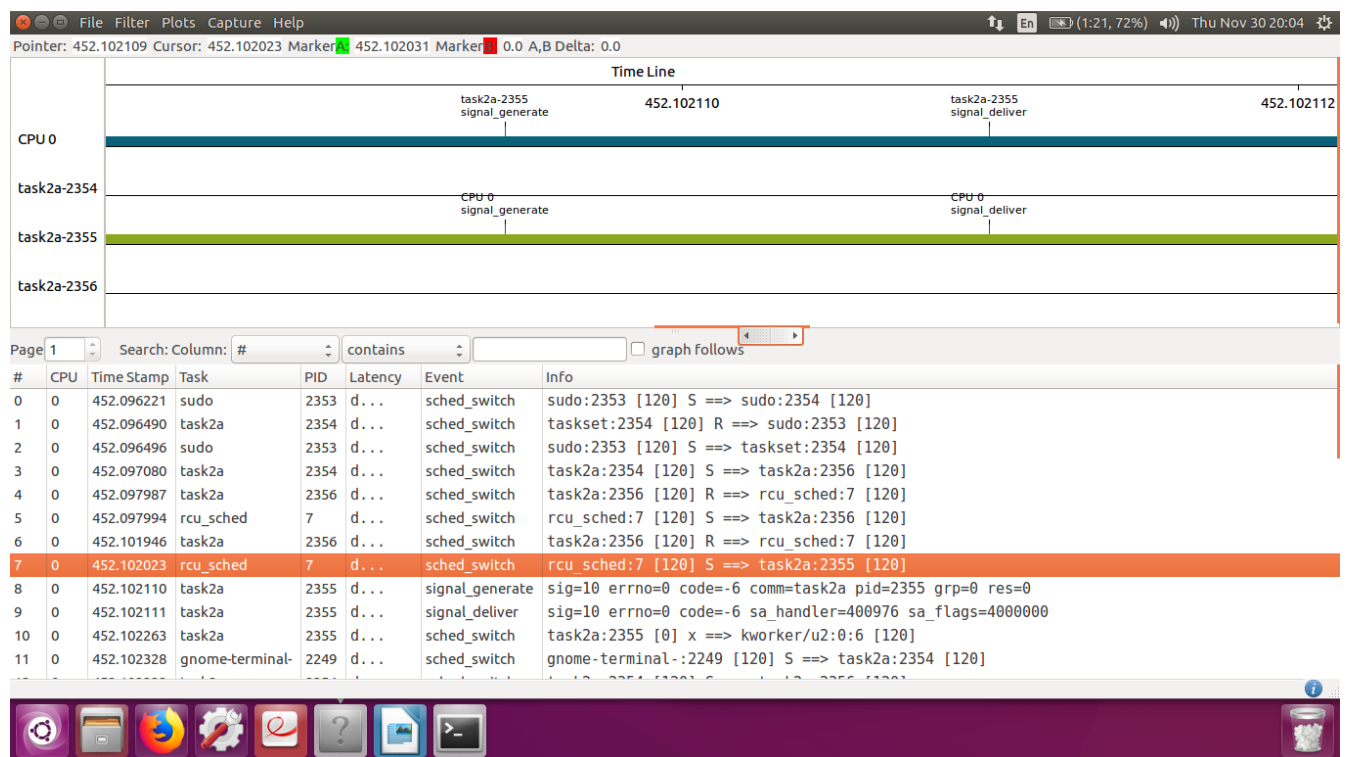 File Filter Plots Capture Help En (1:21, 72%) Thu Nov 30 20:04
Pointer: 452.102109 Cursor: 452.102023 MarkerA: 452.102031 Marker 0.0 A,B Delta: 0.0
Time Line
task2a-2355 452.102110 task2a-2355 452.102112
signal_generate signal_deliver
CPU 0
task2a-2354
CPU 0 CPU 0
signal_generate signal_deliver
task2a-2355
task2a-2356
Page 1 Search: Column: # contains graph follows
# CPU Time Stamp Task PID Latency Event Info
0 0 452.096221 sudo 2353 d... sched_switch sudo:2353 [120] S ==> sudo:2354 [120]
1 0 452.096490 task2a 2354 d... sched_switch taskset:2354 [120] R ==> sudo:2353 [120]
2 0 452.096496 sudo 2353 d... sched_switch sudo:2353 [120] S ==> taskset:2354 [120]
3 0 452.097080 task2a 2354 d... sched_switch task2a:2354 [120] S ==> task2a:2356 [120]
4 0 452.097987 task2a 2356 d... sched_switch task2a:2356 [120] R ==> rcu_sched:7 [120]
5 0 452.097994 rcu_sched 7 d... sched_switch rcu_sched:7 [120] S ==> task2a:2356 [120]
6 0 452.101946 task2a 2356 d... sched_switch task2a:2356 [120] R ==> rcu_sched:7 [120]
7 0 452.102023 rcu_sched 7 d... sched_switch rcu_sched:7 [120] S ==> task2a:2355 [120]
8 0 452.102110 task2a 2355 d... signal_generate sig=10 errno=0 code=-6 comm=task2a pid=2355 grp=0 res=0
9 0 452.102111 task2a 2355 d... signal_deliver sig=10 errno=0 code=-6 sa_handler=400976 sa_flags=4000000
10 0 452.102263 task2a 2355 d... sched_switch task2a:2355 [0] x ==> kworker/u2:0:6 [120]
11 0 452.102328 gnome-terminal- 2249 d... sched_switch gnome-terminal-:2249 [120] S ==> task2a:2354 [120]